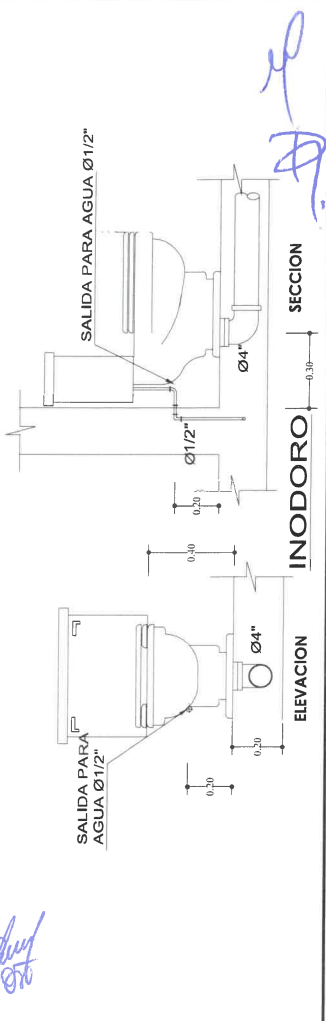 SALIDA PARA
AGUA Ø1/2"
0.20
0.20
Ø4"
ELEVACION
0.40
0.20
Ø1/2"
SALIDA PARA AGUA Ø1/2"
Ø4"
0.30
SECCION
INODORO